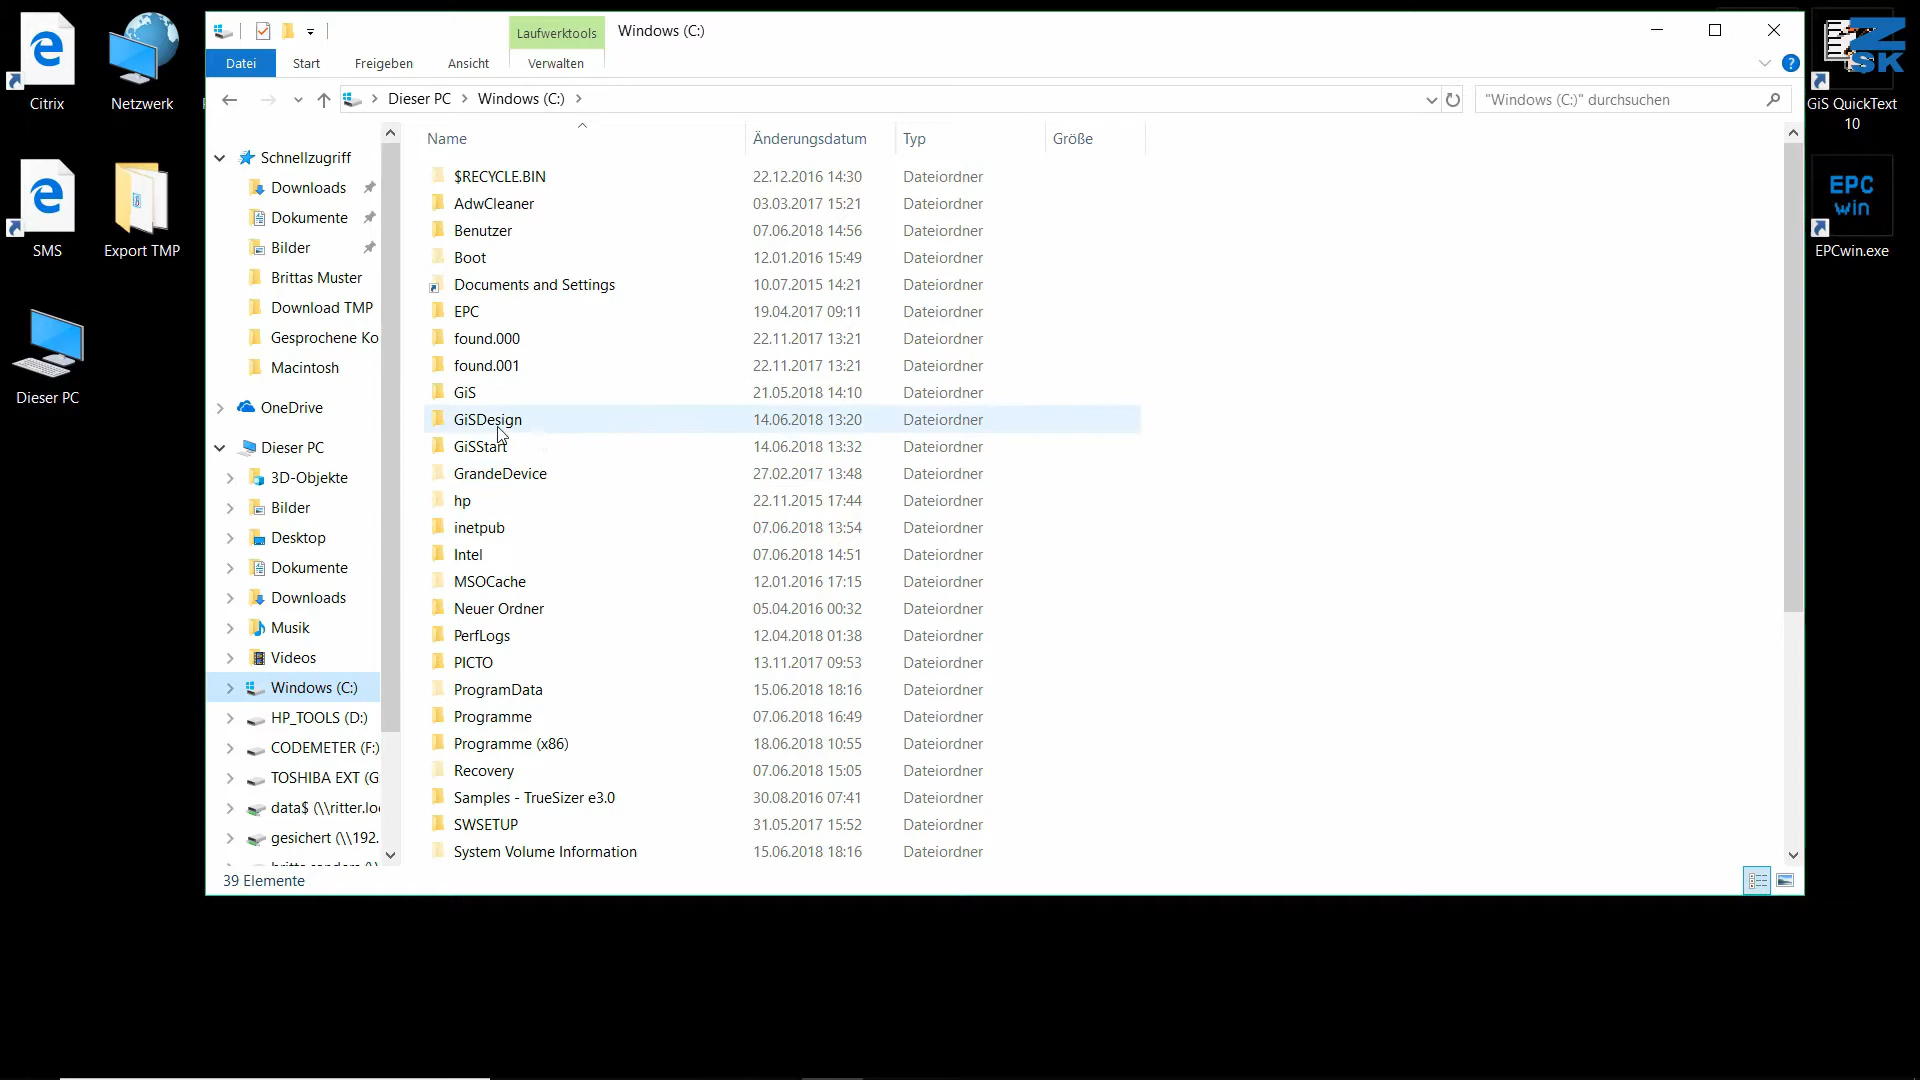 Laufwerktools
Windows (C:)
Datei
Start
Freigeben
Ansicht
Verwalten
?
Dieser PC
Windows (C:)
"Windows (C:)" durchsuchen
Name
Änderungsdatum
Typ
Größe
Schnellzugriff
Downloads
Dokumente
Bilder
Brittas Muster
Download TMP
Gesprochene Ko
Macintosh
OneDrive
Dieser PC
3D-Objekte
Bilder
Desktop
Dokumente
Downloads
Musik
Videos
Windows (C:)
HP_TOOLS (D:)
CODEMETER (F:)
TOSHIBA EXT (G
data$ (\\ritter.loc
gesichert (\\192.
$RECYCLE.BIN 22.12.2016 14:30 Dateiordner
AdwCleaner 03.03.2017 15:21 Dateiordner
Benutzer 07.06.2018 14:56 Dateiordner
Boot 12.01.2016 15:49 Dateiordner
Documents and Settings 10.07.2015 14:21 Dateiordner
EPC 19.04.2017 09:11 Dateiordner
found.000 22.11.2017 13:21 Dateiordner
found.001 22.11.2017 13:21 Dateiordner
GiS 21.05.2018 14:10 Dateiordner
GiSDesign 14.06.2018 13:20 Dateiordner
GiSStart 14.06.2018 13:32 Dateiordner
GrandeDevice 27.02.2017 13:48 Dateiordner
hp 22.11.2015 17:44 Dateiordner
inetpub 07.06.2018 13:54 Dateiordner
Intel 07.06.2018 14:51 Dateiordner
MSOCache 12.01.2016 17:15 Dateiordner
Neuer Ordner 05.04.2016 00:32 Dateiordner
PerfLogs 12.04.2018 01:38 Dateiordner
PICTO 13.11.2017 09:53 Dateiordner
ProgramData 15.06.2018 18:16 Dateiordner
Programme 07.06.2018 16:49 Dateiordner
Programme (x86) 18.06.2018 10:55 Dateiordner
Recovery 07.06.2018 15:05 Dateiordner
Samples - TrueSizer e3.0 30.08.2016 07:41 Dateiordner
SWSETUP 31.05.2017 15:52 Dateiordner
System Volume Information 15.06.2018 18:16 Dateiordner
39 Elemente
Citrix
Netzwerk
SMS
Export TMP
Dieser PC
ZSK
GiS QuickText
10
EPC
win
EPCwin.exe